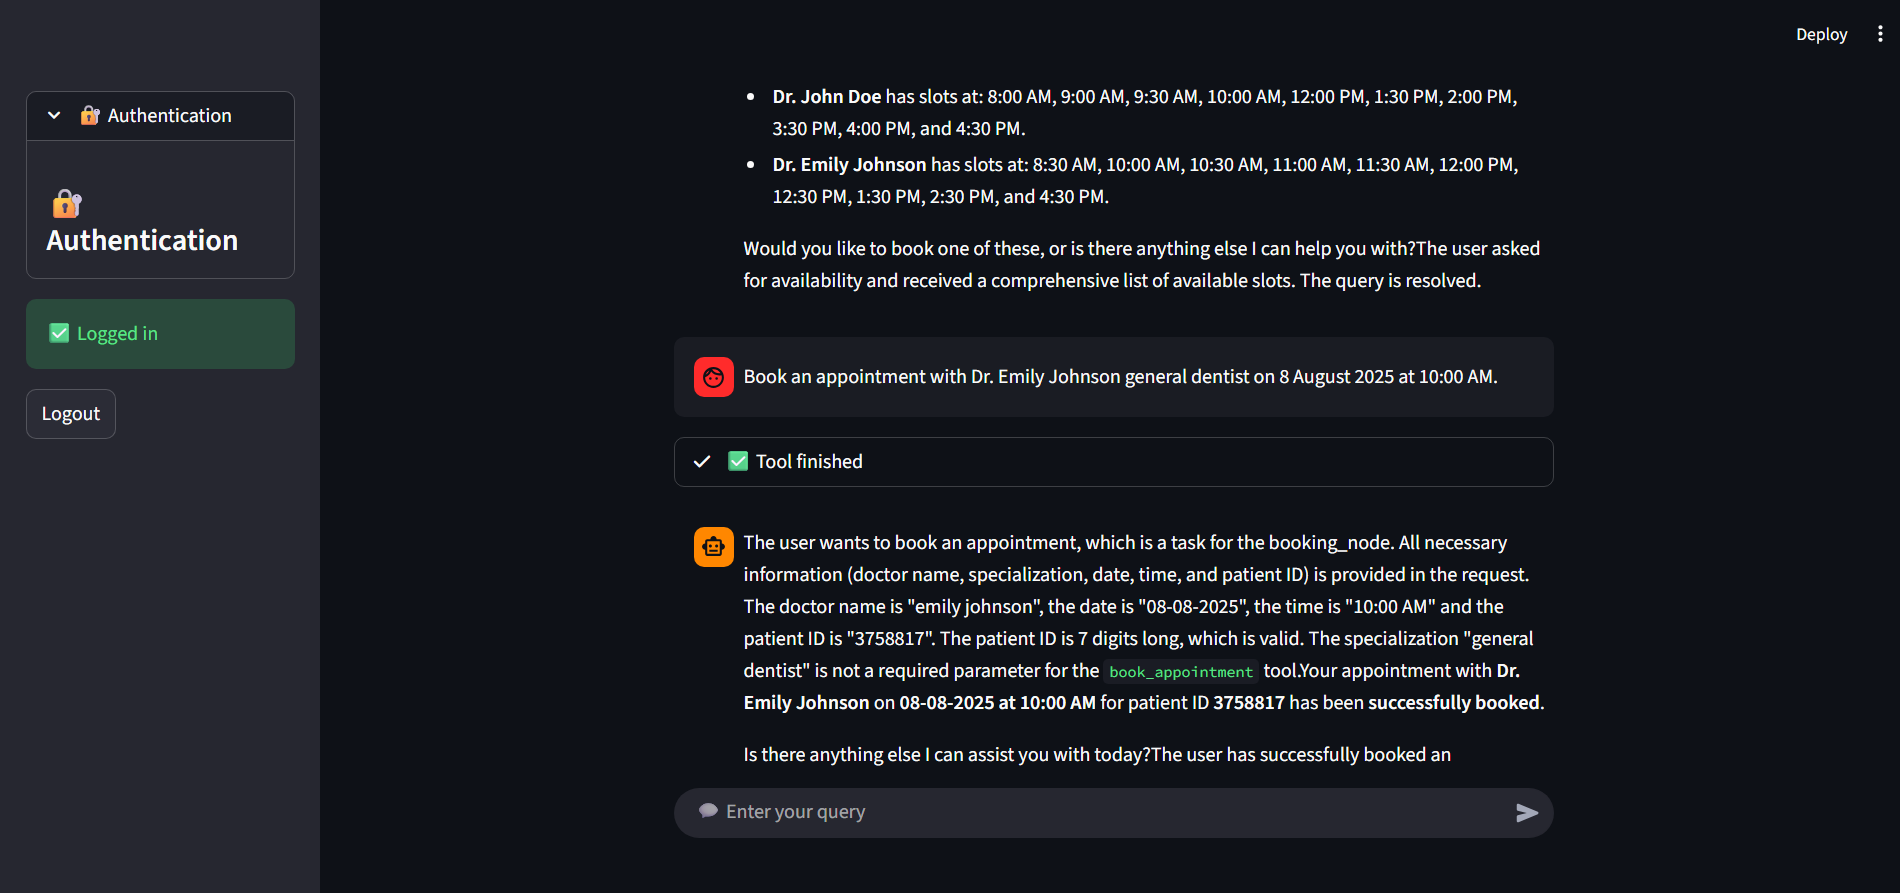 Deploy
Authentication
Authentication
Logged in
Logout
Dr. John Doe has slots at: 8:00 AM, 9:00 AM, 9:30 AM, 10:00 AM, 12:00 PM, 1:30 PM, 2:00 PM,
3:30 PM, 4:00 PM, and 4:30 PM.
Dr. Emily Johnson has slots at: 8:30 AM, 10:00 AM, 10:30 AM, 11:00 AM, 11:30 AM, 12:00 PM,
12:30 PM, 1:30 PM, 2:30 PM, and 4:30 PM.
Would you like to book one of these, or is there anything else I can help you with?The user asked
for availability and received a comprehensive list of available slots. The query is resolved.
Book an appointment with Dr. Emily Johnson general dentist on 8 August 2025 at 10:00 AM.
Tool finished
The user wants to book an appointment, which is a task for the booking_node. All necessary
information (doctor name, specialization, date, time, and patient ID) is provided in the request.
The doctor name is "emily johnson", the date is "08-08-2025", the time is "10:00 AM" and the
patient ID is "3758817". The patient ID is 7 digits long, which is valid. The specialization "general
dentist" is not a required parameter for the book_appointment tool.Your appointment with Dr.
Emily Johnson on 08-08-2025 at 10:00 AM for patient ID 3758817 has been successfully booked.
Is there anything else I can assist you with today?The user has successfully booked an
Enter your query